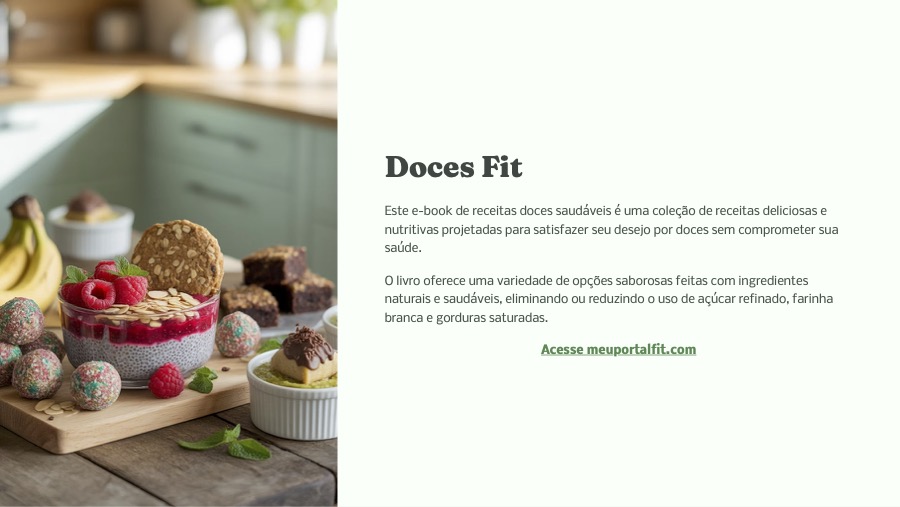 Doces Fit
Este e-book de receitas doces saudáveis é uma coleção de receitas deliciosas e
nutritivas projetadas para satisfazer seu desejo por doces sem comprometer sua
saúde.
O livro oferece uma variedade de opções saborosas feitas com ingredientes
naturais e saudáveis, eliminando ou reduzindo o uso de açúcar refinado, farinha
branca e gorduras saturadas.
Acesse meuportalfit.com